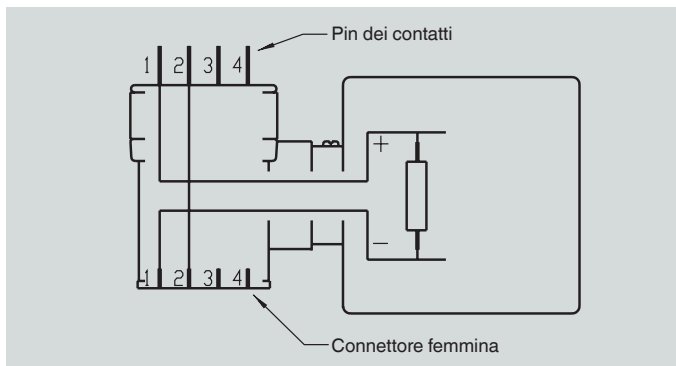 Pin dei contatti
1 2 3 4
+
−
1 2 3 4
Connettore femmina